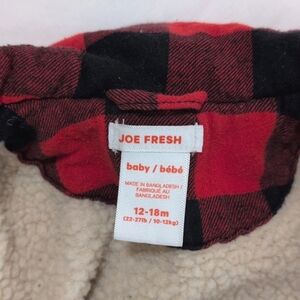 JOE FRESH
baby / bébé
MADE IN BANGLADESH /
FABRIQUÉ AU
BANGLADESH
12-18m
(22-27lb / 10-12kg)